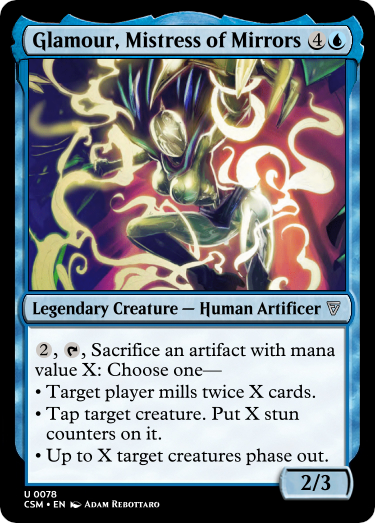 Glamour, Mistress of Mirrors 4
Legendary Creature — Human Artificer
2, , Sacrifice an artifact with mana
value X: Choose one—
• Target player mills twice X cards.
• Tap target creature. Put X stun
counters on it.
• Up to X target creatures phase out.
2/3
U 0078
CSM • EN Adam Rebottaro